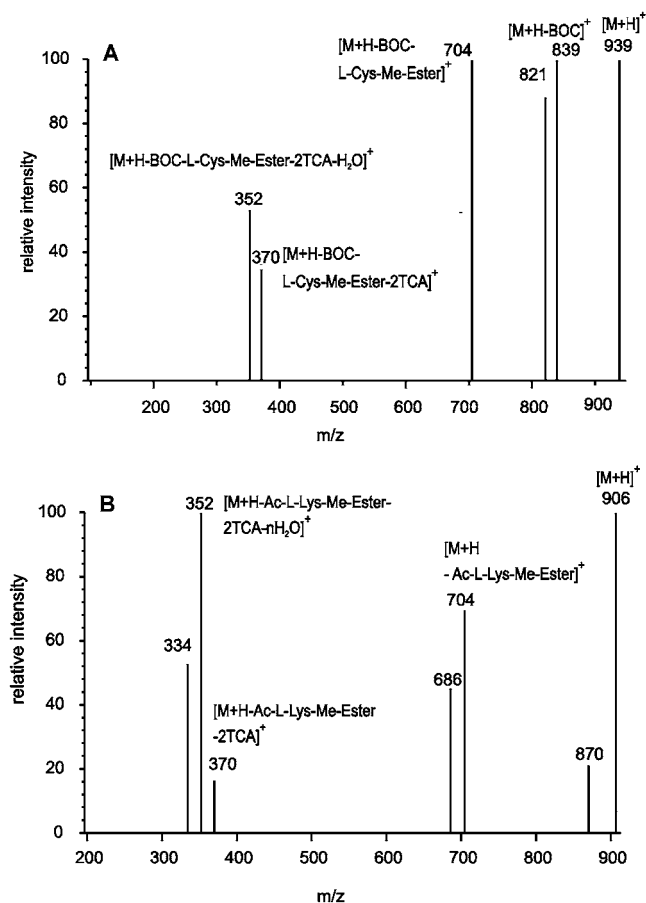 A
[M+H-BOC-
L-Cys-Me-Ester]+
704
[M+H-BOC]+
839
[M+H]+
939
821
[M+H-BOC-L-Cys-Me-Ester-2TCA-H2O]+
352
370
[M+H-BOC-
L-Cys-Me-Ester-2TCA]+
relative intensity
100
80
60
40
20
0
200 300 400 500 600 700 800 900
m/z
B
352
[M+H-Ac-L-Lys-Me-Ester-
2TCA-nH2O]+
[M+H]+
906
[M+H
- Ac-L-Lys-Me-Ester]+
704
334
686
[M+H-Ac-L-Lys-Me-Ester
-2TCA]+
370
870
relative intensity
100
80
60
40
20
0
200 300 400 500 600 700 800 900
m/z